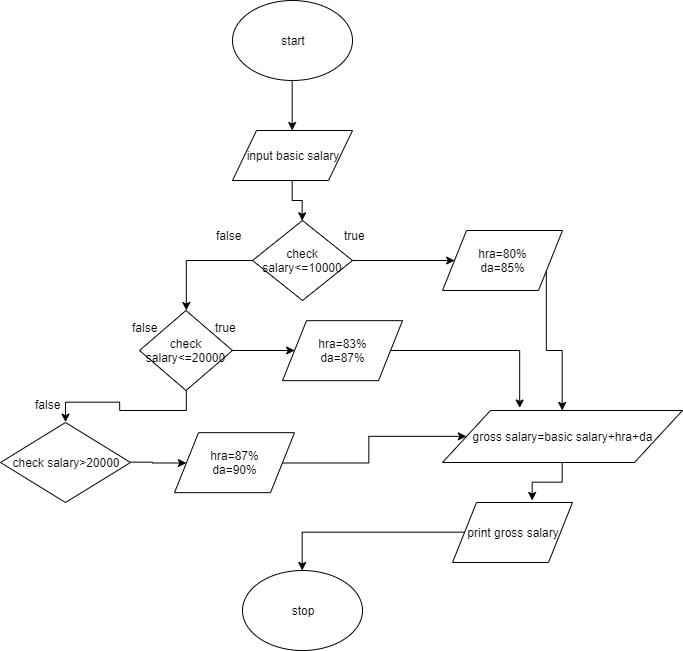 start
input basic salary
false
true
check
salary<=10000
hra=80%
da=85%
false
true
check
salary<=20000
hra=83%
da=87%
false
check salary>20000
hra=87%
da=90%
gross salary=basic salary+hra+da
print gross salary
stop